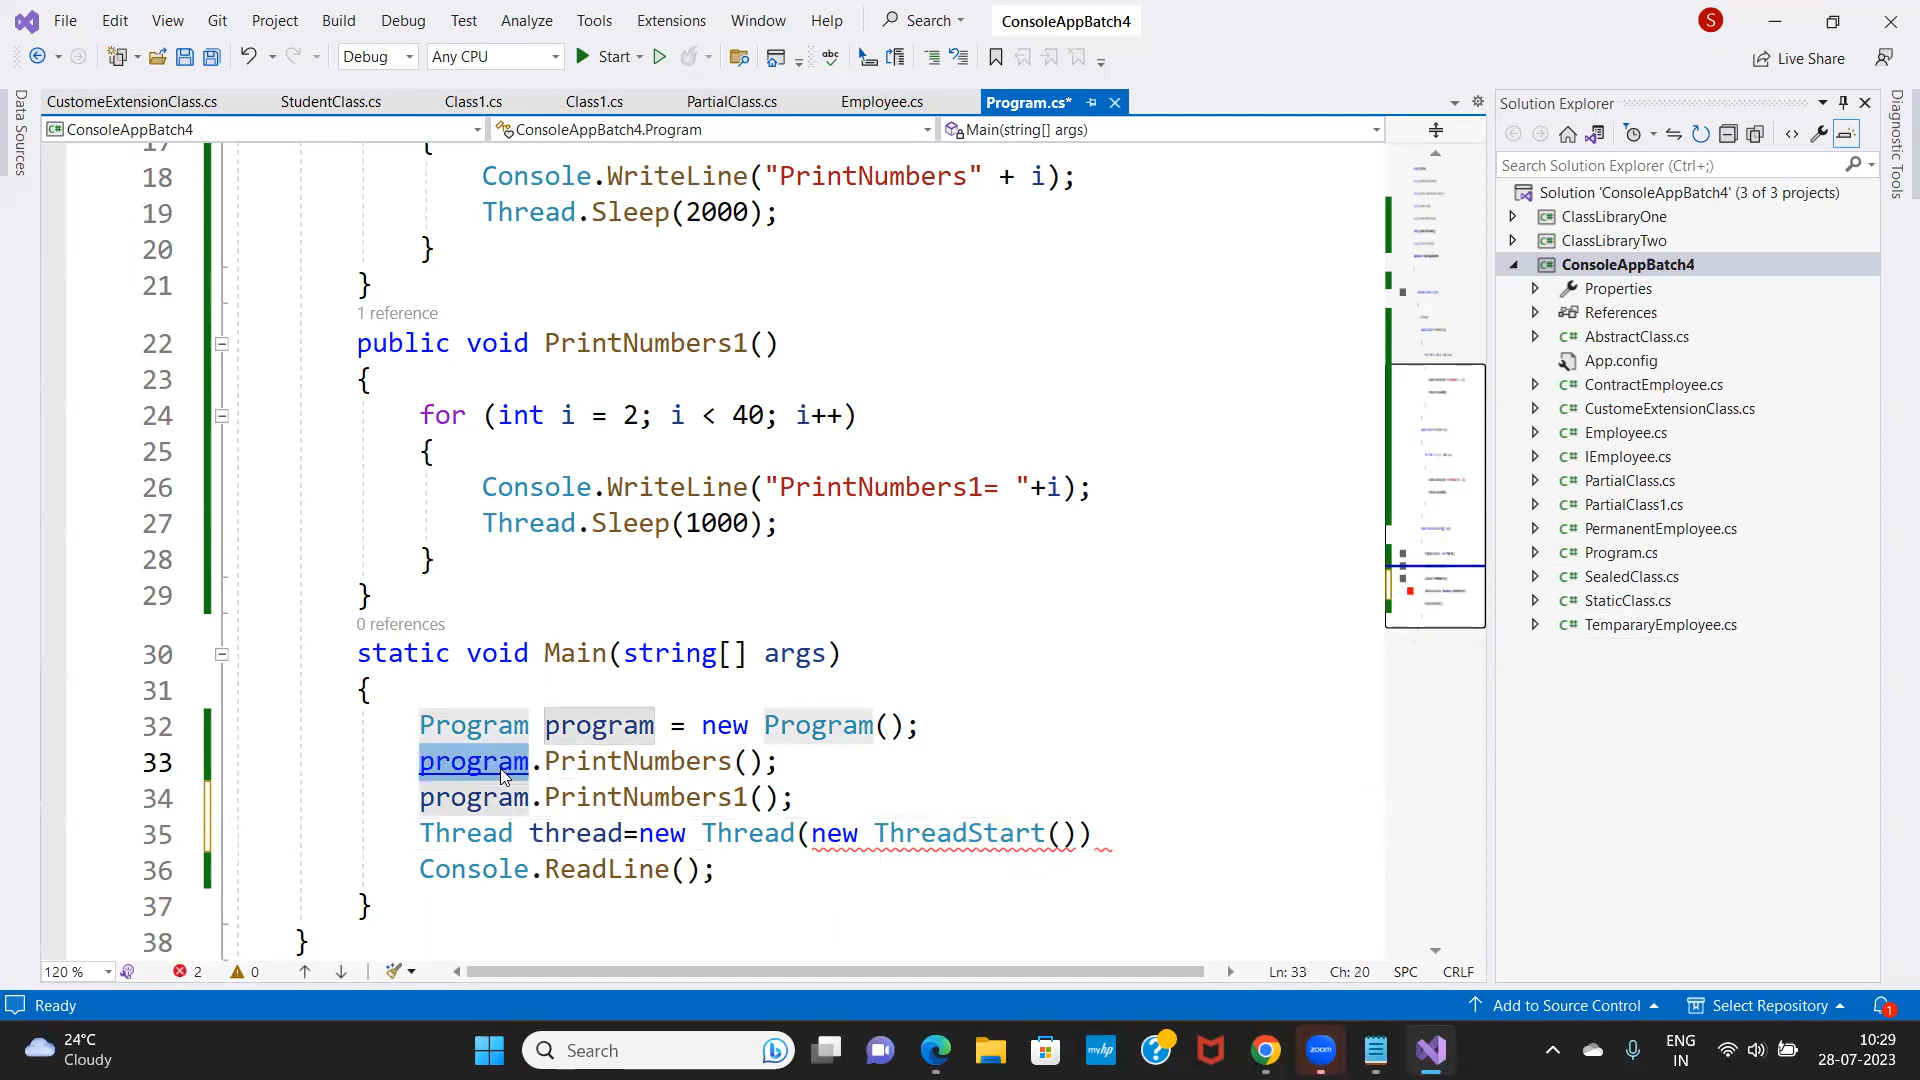 File Edit View Git Project Build Debug Test Analyze Tools Extensions Window Help Search ConsoleAppBatch4 S
Debug Any CPU Start Live Share
CustomeExtensionClass.cs StudentClass.cs Class1.cs Class1.cs PartialClass.cs Employee.cs Program.cs*
ConsoleAppBatch4 ConsoleAppBatch4.Program Main(string[] args)
17 {
18 Console.WriteLine("PrintNumbers" + i);
19 Thread.Sleep(2000);
20 }
21 }
1 reference
22 public void PrintNumbers1()
23 {
24 for (int i = 2; i < 40; i++)
25 {
26 Console.WriteLine("PrintNumbers1= "+i);
27 Thread.Sleep(1000);
28 }
29 }
0 references
30 static void Main(string[] args)
31 {
32 Program program = new Program();
33 program.PrintNumbers();
34 program.PrintNumbers1();
35 Thread thread=new Thread(new ThreadStart())
36 Console.ReadLine();
37 }
38 }
120 % 2 0 Ln: 33 Ch: 20 SPC CRLF
Data Sources
Solution Explorer
Search Solution Explorer (Ctrl+;)
Solution 'ConsoleAppBatch4' (3 of 3 projects)
C# ClassLibraryOne
C# ClassLibraryTwo
C# ConsoleAppBatch4
Properties
References
C# AbstractClass.cs
App.config
C# ContractEmployee.cs
C# CustomeExtensionClass.cs
C# Employee.cs
C# IEmployee.cs
C# PartialClass.cs
C# PartialClass1.cs
C# PermanentEmployee.cs
C# Program.cs
C# SealedClass.cs
C# StaticClass.cs
C# TempararyEmployee.cs
Diagnostic Tools
Ready Add to Source Control Select Repository 1
24°C
Cloudy
Search
myhp
zoom
ENG
IN
10:29
28-07-2023